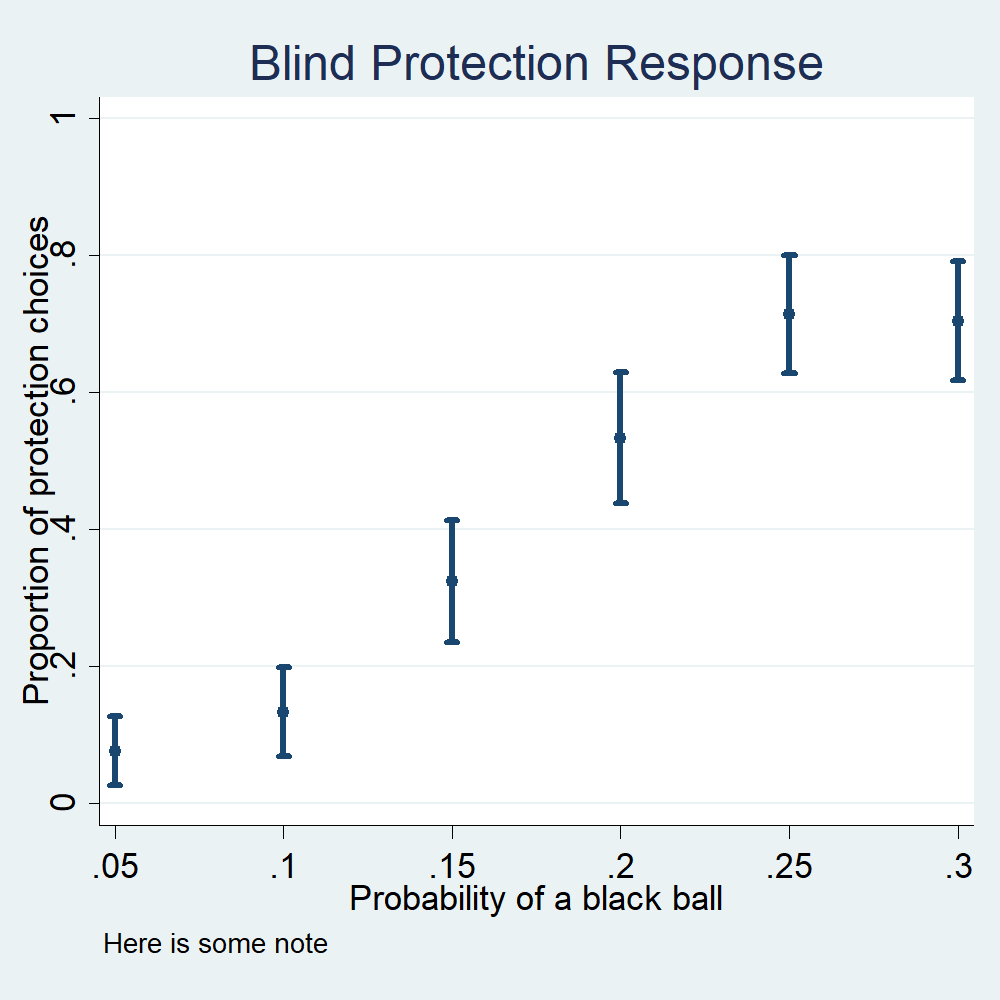 Blind Protection Response
Proportion of protection choices
1
.8
.6
.4
.2
0
.05 .1 .15 .2 .25 .3
Probability of a black ball
Here is some note